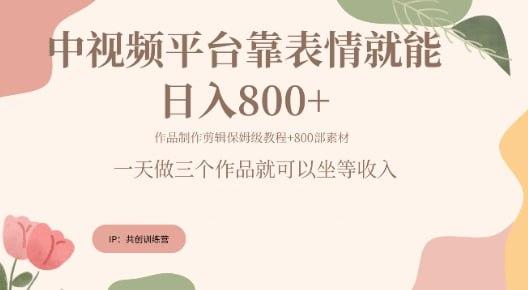 中视频平台靠表情就能
日入800+
作品制作剪辑保姆级教程+800部素材
一天做三个作品就可以坐等收入
IP：共创训练营